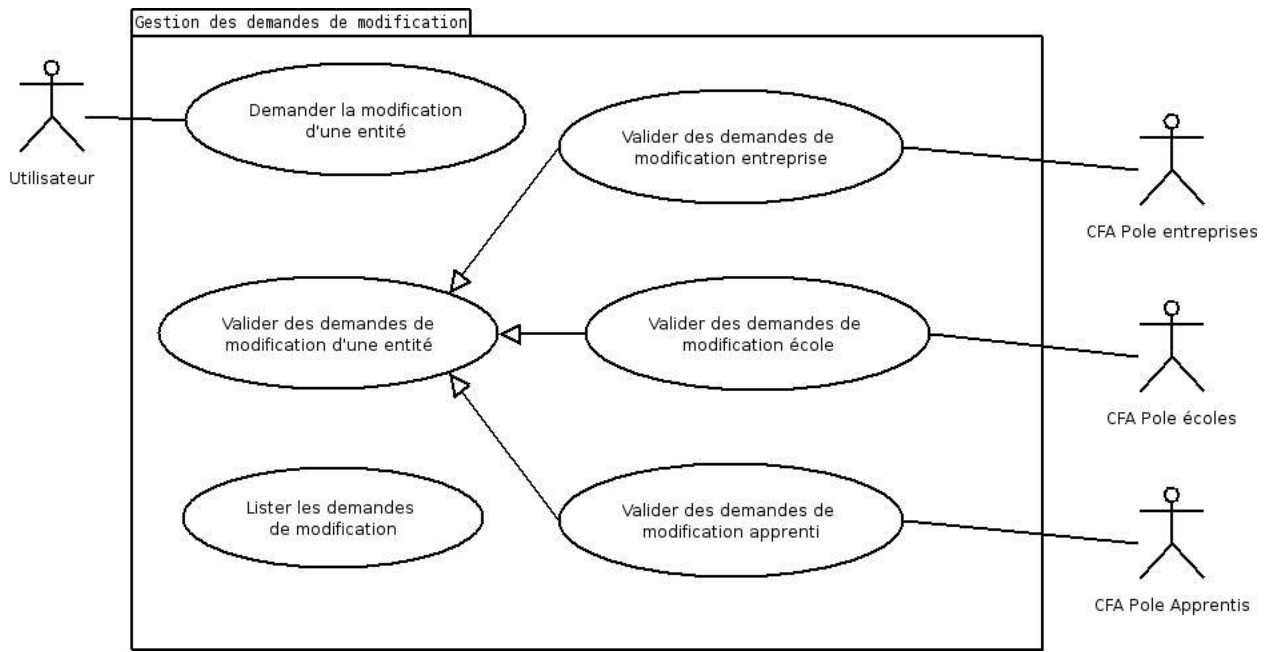 Gestion des demandes de modification
Utilisateur
Demander la modification
d'une entité
Valider des demandes de
modification entreprise
CFA Pole entreprises
Valider des demandes de
modification d'une entité
Valider des demandes de
modification école
CFA Pole écoles
Lister les demandes
de modification
Valider des demandes de
modification apprenti
CFA Pole Apprentis